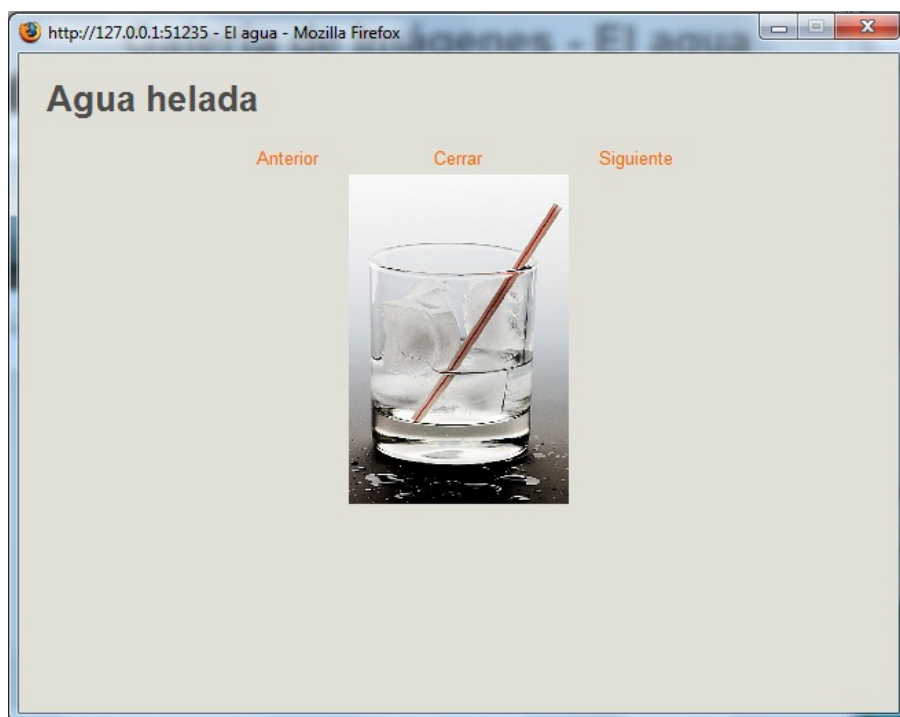 http://127.0.0.1:51235 - El agua - Mozilla Firefox
Agua helada
Anterior Cerrar Siguiente